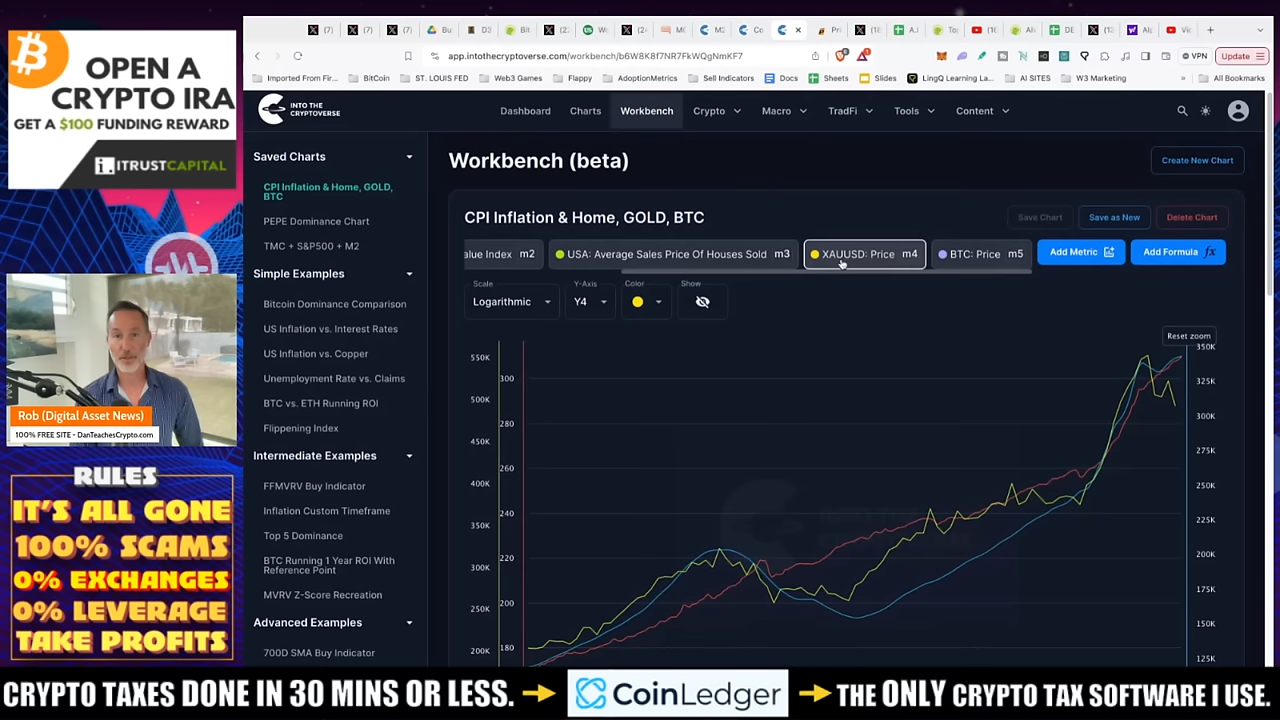 OPEN A
CRYPTO IRA
GET A $100 FUNDING REWARD
i. ITRUSTCAPITAL
Rob (Digital Asset News)
100% FREE SITE - DanTeachesCrypto.com
RULES
IT'S ALL GONE
100% SCAMS
0% EXCHANGES
0% LEVERAGE
TAKE PROFITS
app.intothecryptoverse.com/workbench/b6W8K8f7NR7FkWQgNmKF7
VPN
Update
Imported From Fir...
BitCoin
ST. LOUIS FED
Web3 Games
Flappy
AdoptionMetrics
Sell Indicators
Docs
Sheets
Slides
LingQ Learning La...
AI SITES
W3 Marketing
»
All Bookmarks
INTO THE
CRYPTOVERSE
Dashboard
Charts
Workbench
Crypto
Macro
TradFi
Tools
Content
Saved Charts
CPI Inflation & Home, GOLD,
BTC
PEPE Dominance Chart
TMC + S&P500 + M2
Simple Examples
Bitcoin Dominance Comparison
US Inflation vs. Interest Rates
US Inflation vs. Copper
Unemployment Rate vs. Claims
BTC vs. ETH Running ROI
Flippening Index
Intermediate Examples
FFMVRV Buy Indicator
Inflation Custom Timeframe
Top 5 Dominance
BTC Running 1 Year ROI With
Reference Point
MVRV Z-Score Recreation
Advanced Examples
700D SMA Buy Indicator
Workbench (beta)
Create New Chart
CPI Inflation & Home, GOLD, BTC
Save Chart
Save as New
Delete Chart
alue Index m2
USA: Average Sales Price Of Houses Sold m3
XAUUSD: Price m4
BTC: Price m5
Add Metric
Add Formula fx
Scale
Logarithmic
Y-Axis
Y4
Color
Show
Reset zoom
550K
500K
450K
400K
350K
300K
250K
200K
300
280
260
240
220
200
180
350K
325K
300K
275K
250K
225K
200K
175K
150K
125K
CRYPTO TAXES DONE IN 30 MINS OR LESS.
CoinLedger
THE ONLY CRYPTO TAX SOFTWARE I USE.